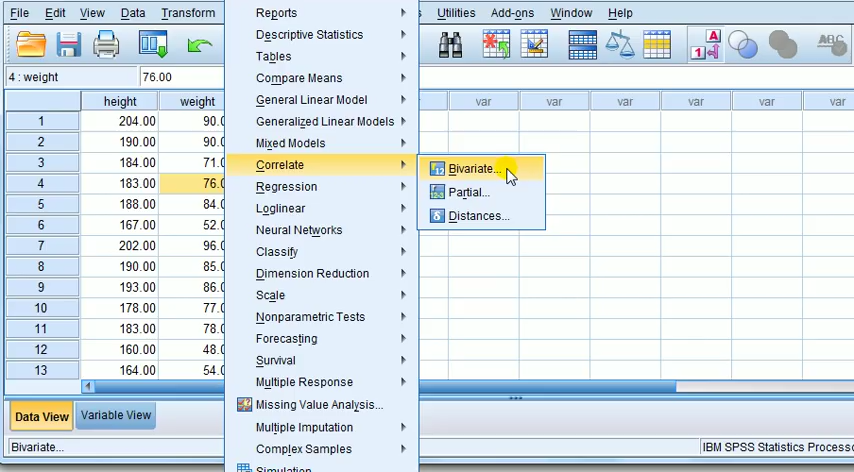 File Edit View Data Transform Utilities Add-ons Window Help
Reports
Descriptive Statistics
Tables
Compare Means
General Linear Model
Generalized Linear Models
Mixed Models
Correlate
Regression
Loglinear
Neural Networks
Classify
Dimension Reduction
Scale
Nonparametric Tests
Forecasting
Survival
Multiple Response
Missing Value Analysis...
Multiple Imputation
Complex Samples
Simulation
Bivariate...
Partial...
Distances...
4 : weight 76.00
height weight var var var var var
1 204.00 90.0
2 190.00 90.0
3 184.00 71.0
4 183.00 76.0
5 188.00 84.0
6 167.00 52.0
7 202.00 96.0
8 190.00 85.0
9 193.00 86.0
10 178.00 77.0
11 183.00 78.0
12 160.00 48.0
13 164.00 54.0
Data View Variable View
Bivariate... IBM SPSS Statistics Processo